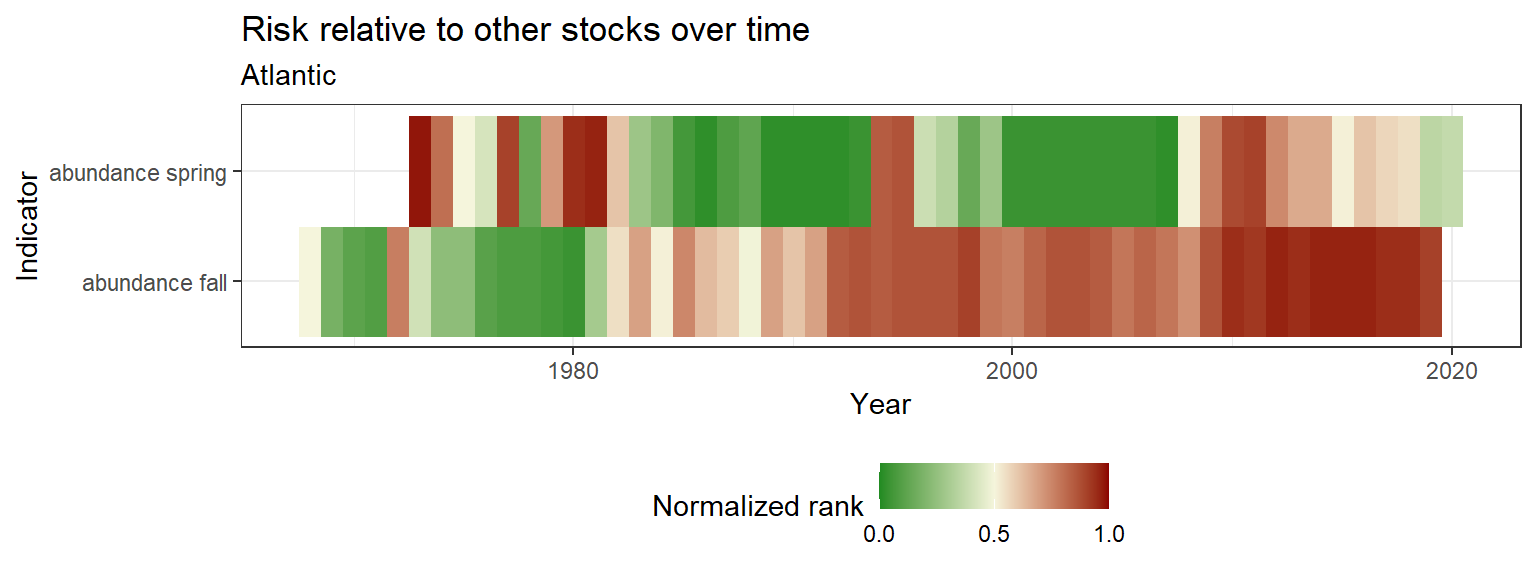 Risk relative to other stocks over time
Atlantic
Indicator
abundance spring
abundance fall
1980 2000 2020
Year
Normalized rank
0.0 0.5 1.0